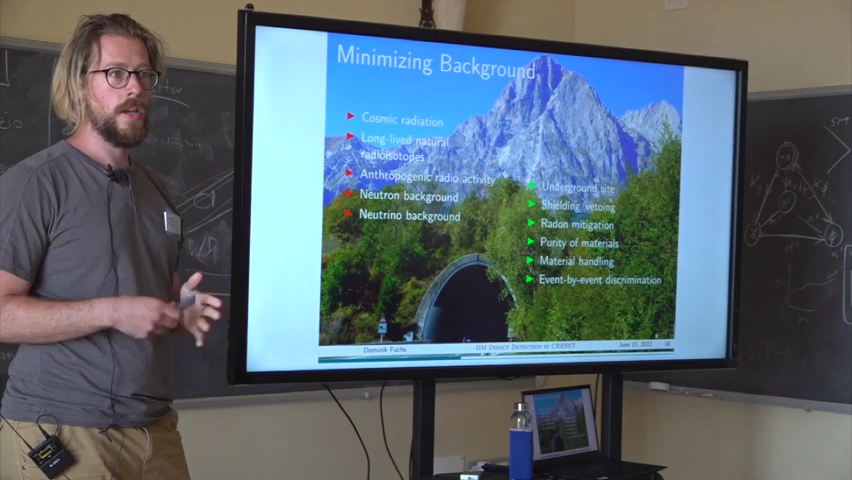 Minimizing Background
Cosmic radiation
Long-lived natural
radioisotopes
Anthropogenic radio activity
Neutron background
Neutrino background
Underground site
Shielding/vetoing
Radon mitigation
Purity of materials
Material handling
Event-by-event discrimination
Dominik Fuchs
DM Direct Detection in CRESST
June 15, 2022
18
SM